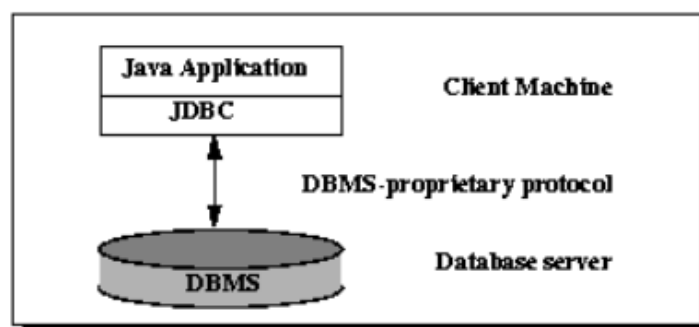 Java Application
Client Machine
JDBC
DBMS-proprietary protocol
Database server
DBMS